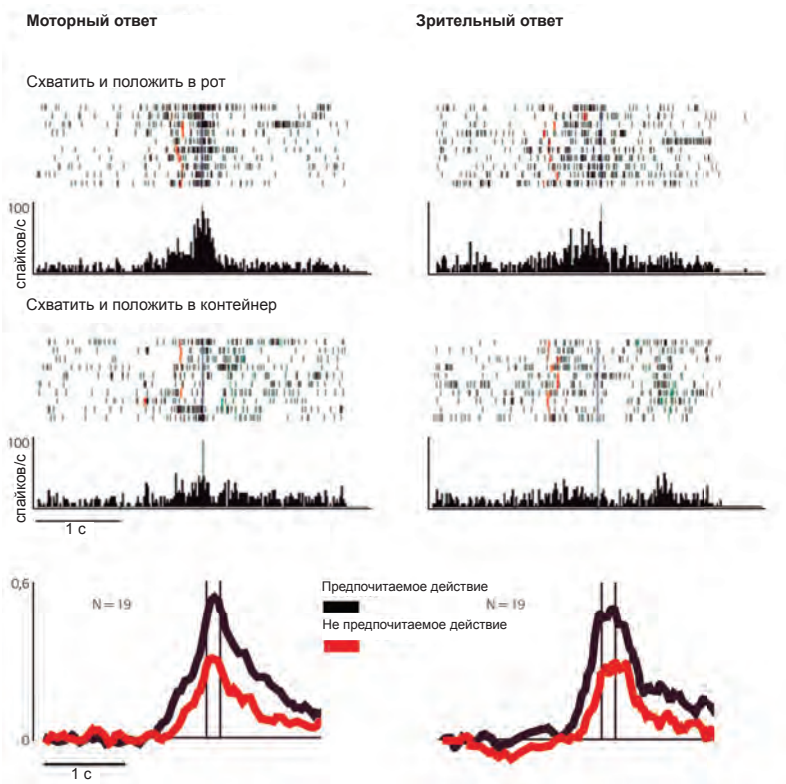 Моторный ответ
Зрительный ответ
Схватить и положить в рот
100
спайков/с
Схватить и положить в контейнер
100
спайков/с
1 с
0,6
N = 19
Предпочитаемое действие
N = 19
Не предпочитаемое действие
0
1 с